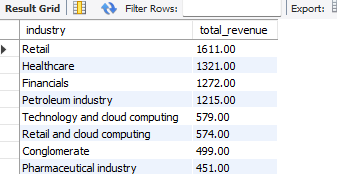 Result Grid Filter Rows: Export:
industry total_revenue
Retail 1611.00
Healthcare 1321.00
Financials 1272.00
Petroleum industry 1215.00
Technology and cloud computing 579.00
Retail and cloud computing 574.00
Conglomerate 499.00
Pharmaceutical industry 451.00